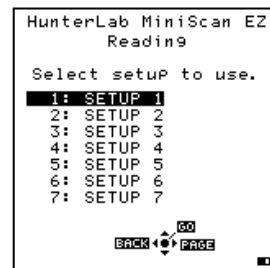 HunterLab MiniScan EZ
Reading
Select setup to use.
1: SETUP 1
2: SETUP 2
3: SETUP 3
4: SETUP 4
5: SETUP 5
6: SETUP 6
7: SETUP 7
GO
BACK PAGE